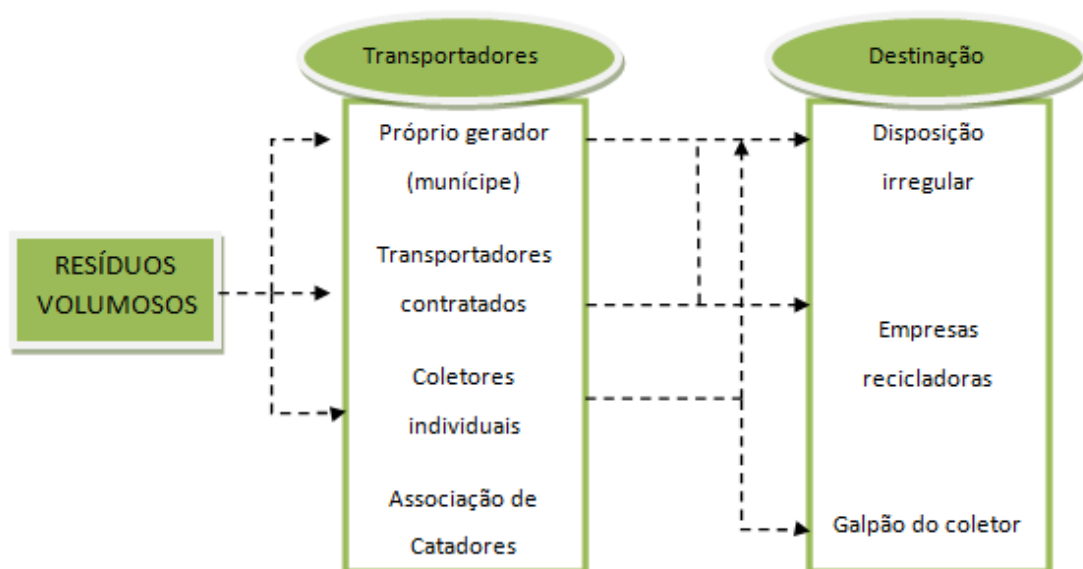 RESÍDUOS
VOLUMOSOS
Transportadores
Próprio gerador
(munícipe)
Transportadores
contratados
Coletores
individuais
Associação de
Catadores
Destinação
Disposição
irregular
Empresas
recicladoras
Galpão do coletor